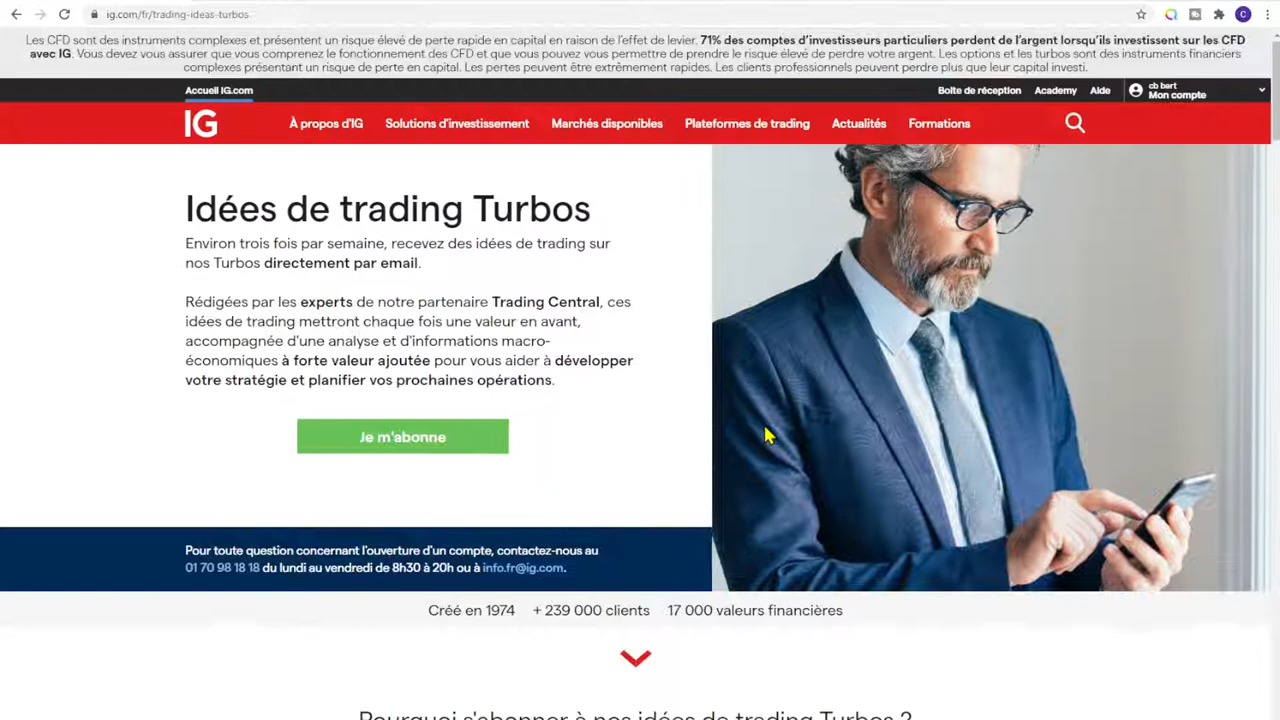 ig.com/fr/trading-ideas-turbos
C
Les CFD sont des instruments complexes et présentent un risque élevé de perte rapide en capital en raison de l'effet de levier. 71% des comptes d'investisseurs particuliers perdent de l'argent lorsqu'ils investissent sur les CFD
avec IG. Vous devez vous assurer que vous comprenez le fonctionnement des CFD et que vous pouvez vous permettre de prendre le risque élevé de perdre votre argent. Les options et les turbos sont des instruments financiers
complexes présentant un risque de perte en capital. Les pertes peuvent être extrêmement rapides. Les clients professionnels peuvent perdre plus que leur capital investi.
Accueil IG.com
Boite de réception Academy Aide
cb bert
Mon compte
IG
À propos d'IG Solutions d'investissement Marchés disponibles Plateformes de trading Actualités Formations
Idées de trading Turbos
Environ trois fois par semaine, recevez des idées de trading sur
nos Turbos directement par email.
Rédigées par les experts de notre partenaire Trading Central, ces
idées de trading mettront chaque fois une valeur en avant,
accompagnée d'une analyse et d'informations macro-
économiques à forte valeur ajoutée pour vous aider à développer
votre stratégie et planifier vos prochaines opérations.
Je m'abonne
Pour toute question concernant l'ouverture d'un compte, contactez-nous au
01 70 98 18 18 du lundi au vendredi de 8h30 à 20h ou à info.fr@ig.com.
Créé en 1974 + 239 000 clients 17 000 valeurs financières
Pourquoi s'abonner à nos idées de trading Turbos ?